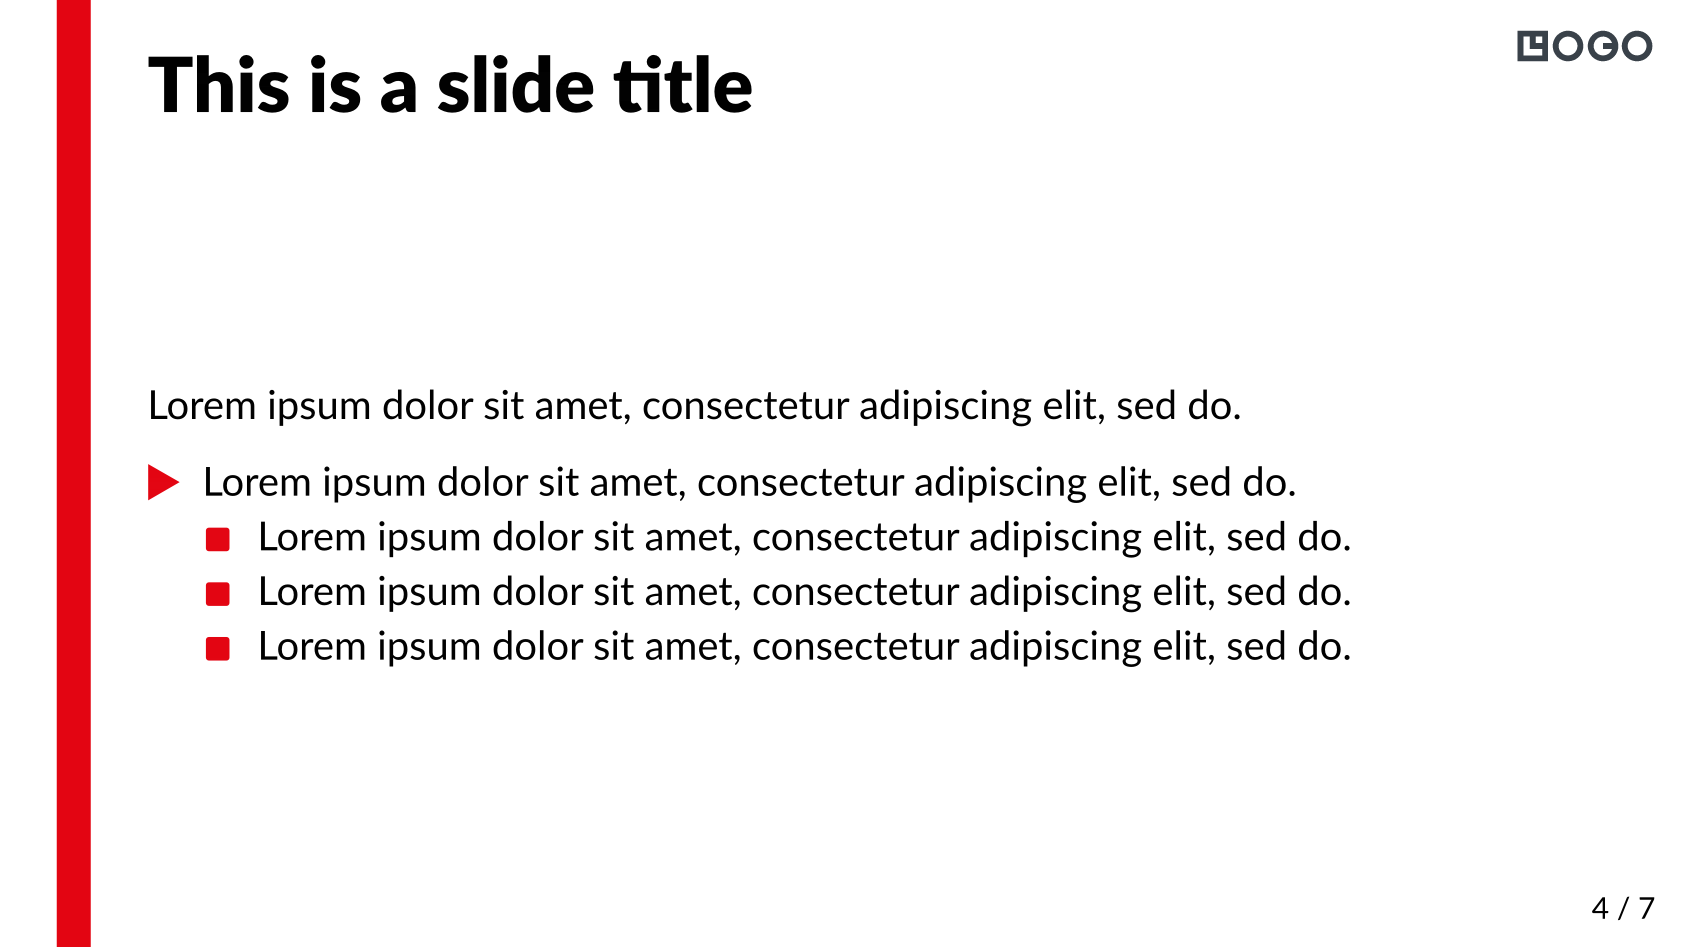 This is a slide title
LOGO
Lorem ipsum dolor sit amet, consectetur adipiscing elit, sed do.
Lorem ipsum dolor sit amet, consectetur adipiscing elit, sed do.
Lorem ipsum dolor sit amet, consectetur adipiscing elit, sed do.
Lorem ipsum dolor sit amet, consectetur adipiscing elit, sed do.
Lorem ipsum dolor sit amet, consectetur adipiscing elit, sed do.
4 / 7